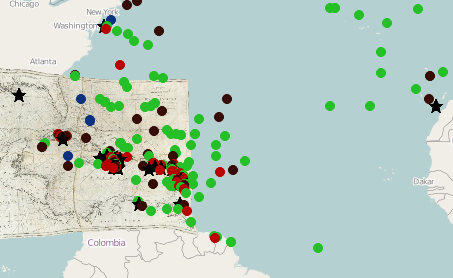 Chicago
New York
Washington
Atlanta
Dakar
Colombia